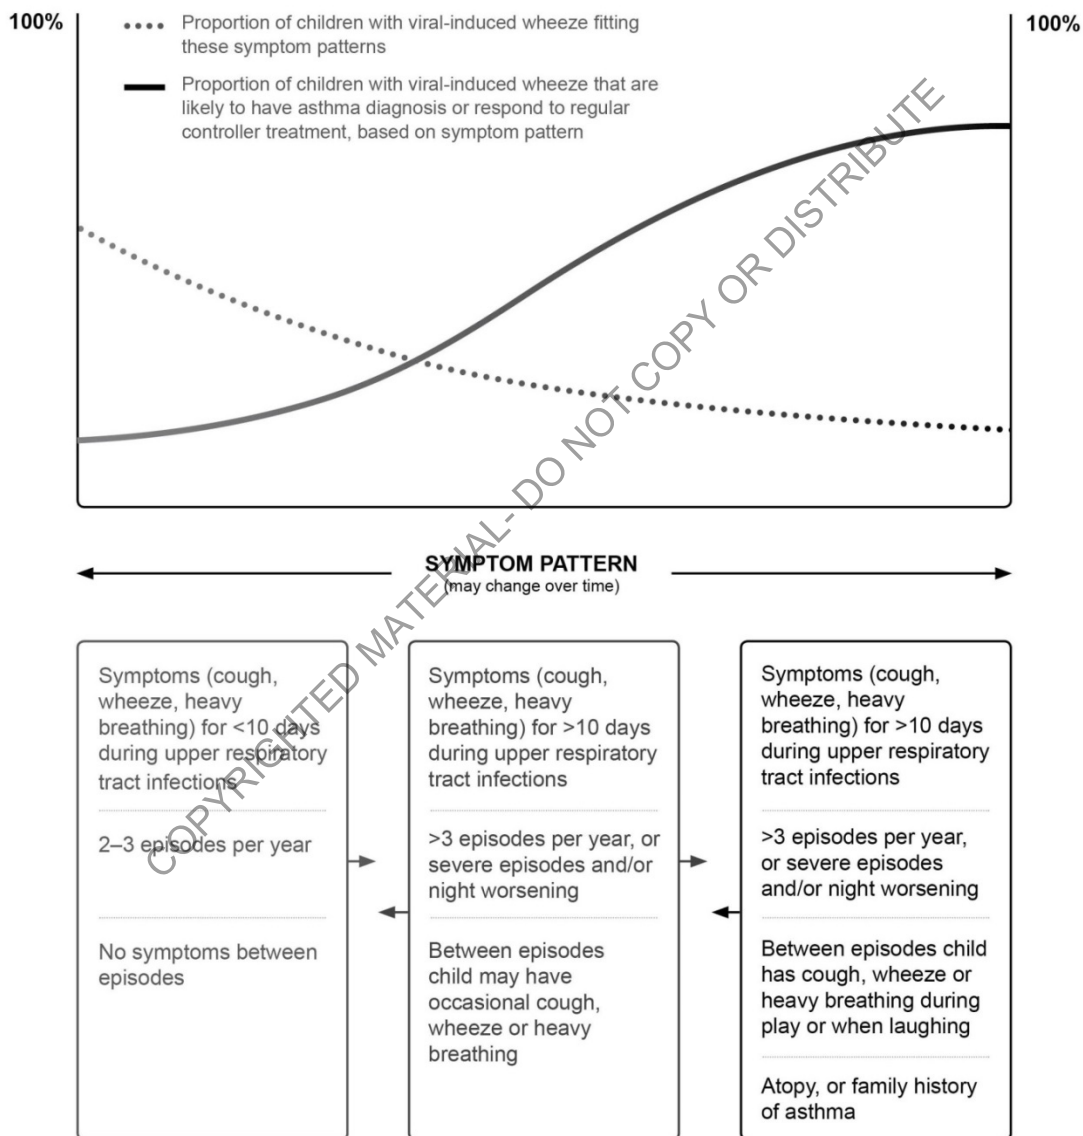 100%
100%
Proportion of children with viral-induced wheeze fitting
these symptom patterns
Proportion of children with viral-induced wheeze that are
likely to have asthma diagnosis or respond to regular
controller treatment, based on symptom pattern
COPYRIGHTED MATERIAL- DO NOT COPY OR DISTRIBUTE
SYMPTOM PATTERN
(may change over time)
Symptoms (cough,
wheeze, heavy
breathing) for <10 days
during upper respiratory
tract infections
2–3 episodes per year
No symptoms between
episodes
Symptoms (cough,
wheeze, heavy
breathing) for >10 days
during upper respiratory
tract infections
>3 episodes per year, or
severe episodes and/or
night worsening
Between episodes
child may have
occasional cough,
wheeze or heavy
breathing
Symptoms (cough,
wheeze, heavy
breathing) for >10 days
during upper respiratory
tract infections
>3 episodes per year,
or severe episodes
and/or night worsening
Between episodes child
has cough, wheeze or
heavy breathing during
play or when laughing
Atopy, or family history
of asthma